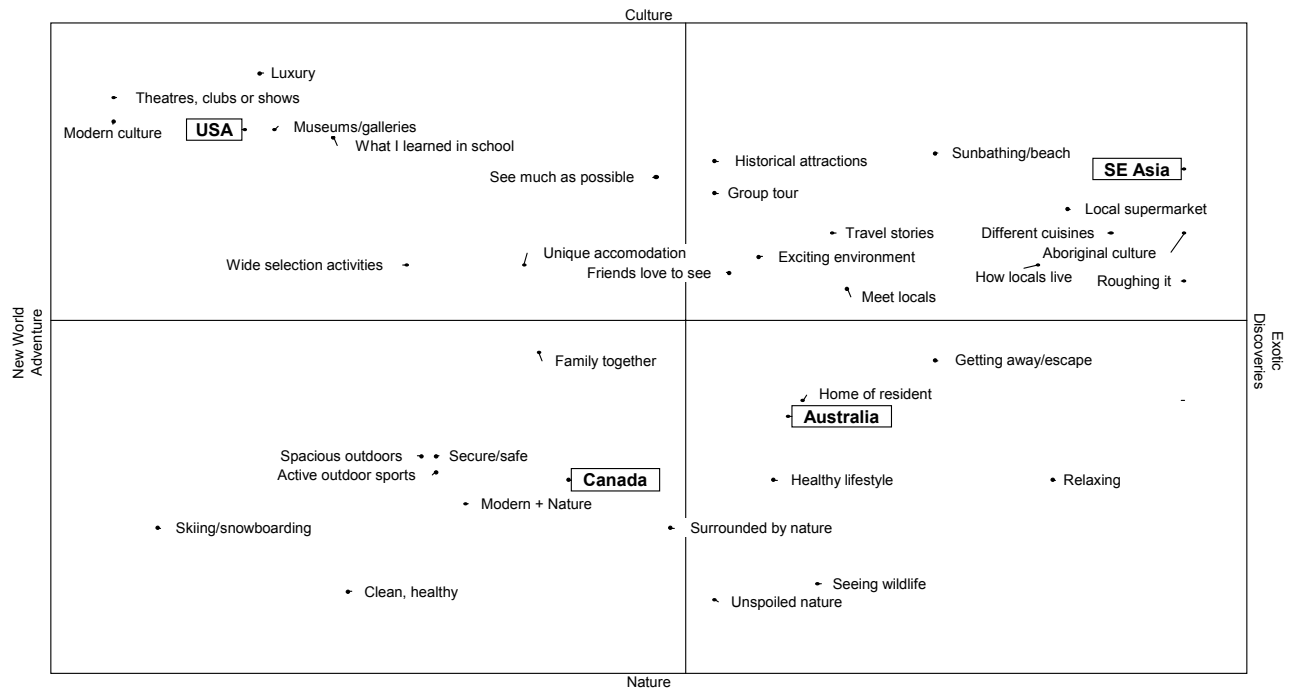 Culture
Luxury
Theatres, clubs or shows
Modern culture
USA
Museums/galleries
What I learned in school
See much as possible
Historical attractions
Sunbathing/beach
SE Asia
Group tour
Local supermarket
Travel stories
Different cuisines
Aboriginal culture
Unique accomodation
Exciting environment
Wide selection activities
Friends love to see
How locals live
Roughing it
Meet locals
New World
Adventure
Exotic
Discoveries
Family together
Getting away/escape
Home of resident
Australia
Spacious outdoors
Secure/safe
Active outdoor sports
Canada
Healthy lifestyle
Relaxing
Modern + Nature
Skiing/snowboarding
Surrounded by nature
Clean, healthy
Seeing wildlife
Unspoiled nature
Nature